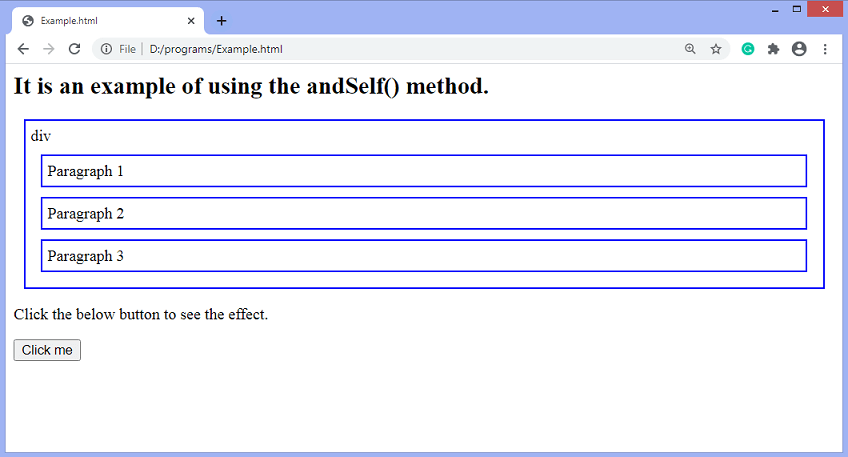 Example.html
File
D:/programs/Example.html
It is an example of using the andSelf() method.
div
Paragraph 1
Paragraph 2
Paragraph 3
Click the below button to see the effect.
Click me